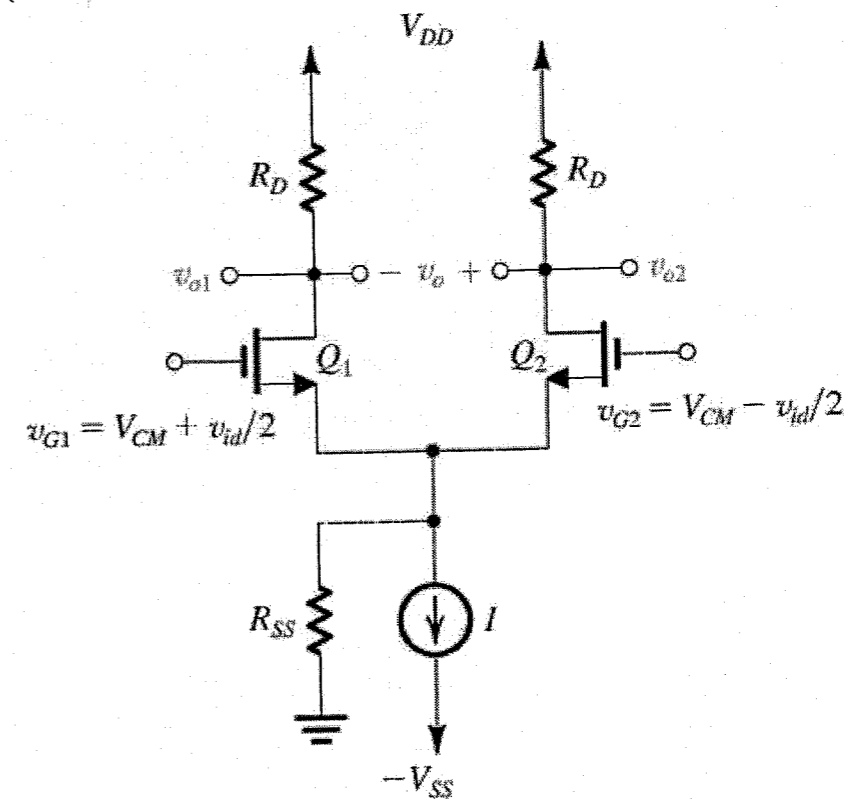 V_DD
R_D R_D
v_o1 − v_o + v_o2
Q_1 Q_2
v_G1 = V_CM + v_id/2 v_G2 = V_CM − v_id/2
R_SS I
−V_SS